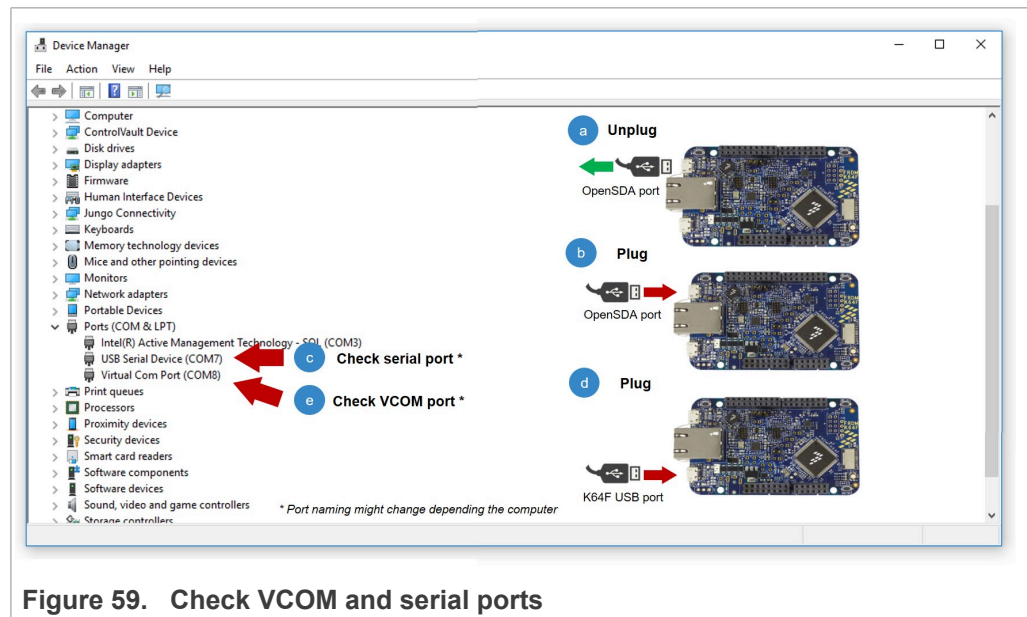 Device Manager
File Action View Help
Computer
ControlVault Device
Disk drives
Display adapters
Firmware
Human Interface Devices
Jungo Connectivity
Keyboards
Memory technology devices
Mice and other pointing devices
Monitors
Network adapters
Portable Devices
Ports (COM & LPT)
Intel(R) Active Management Technology - SOL (COM3)
USB Serial Device (COM7)
Virtual Com Port (COM8)
Print queues
Processors
Proximity devices
Security devices
Smart card readers
Software components
Software devices
Sound, video and game controllers
Storage controllers
a Unplug
OpenSDA port
b Plug
OpenSDA port
c Check serial port *
d Plug
e Check VCOM port *
K64F USB port
* Port naming might change depending the computer
Figure 59. Check VCOM and serial ports